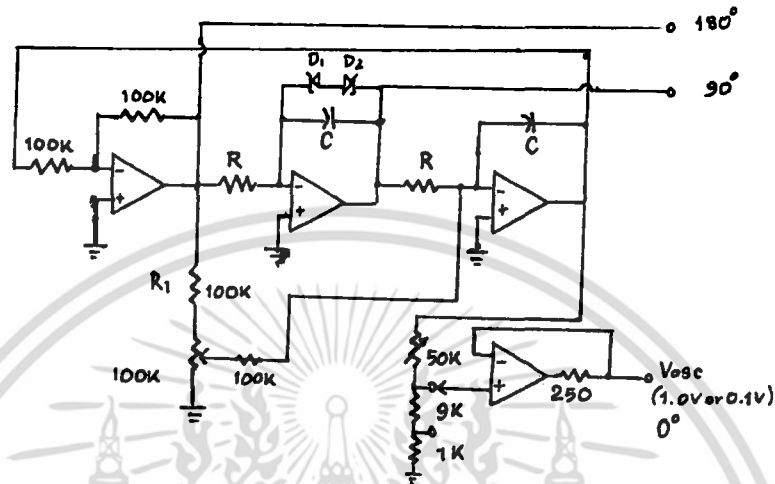 180°
D₁ D₂
90°
100K
100K
C
C
R
R
-
+
-
+
-
+
R₁
100K
100K
100K
50K
9K
1K
-
+
250
Vosc
(1.0V or 0.1V)
0°